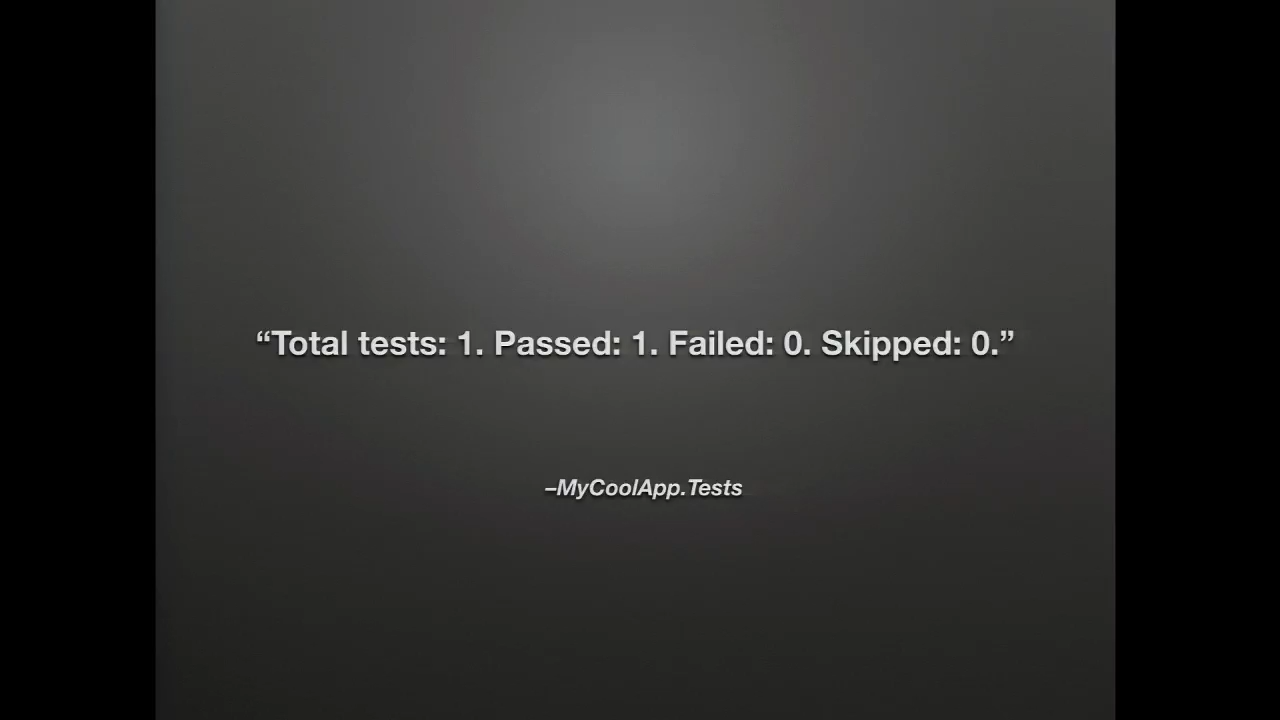 “Total tests: 1. Passed: 1. Failed: 0. Skipped: 0.”
–MyCoolApp.Tests